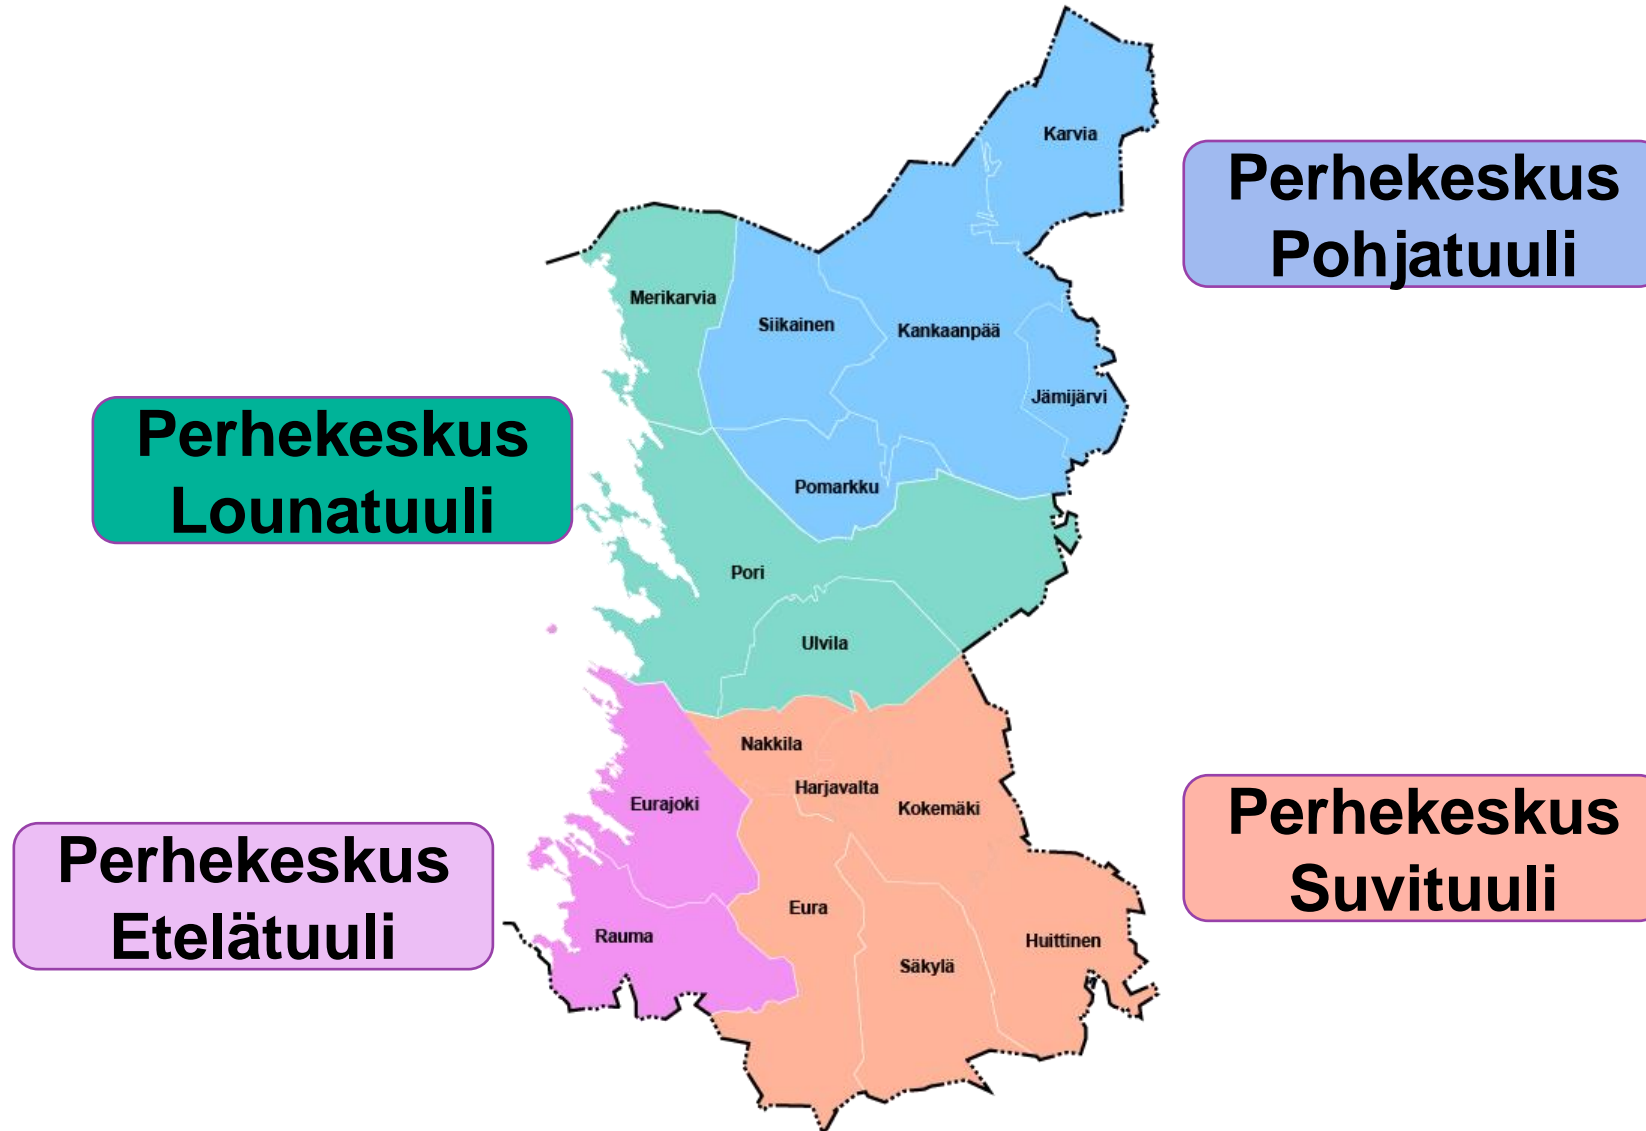 Karvia
Perhekeskus
Pohjatuuli
Merikarvia
Siikainen
Kankaanpää
Jämijärvi
Perhekeskus
Lounatuuli
Pomarkku
Pori
Ulvila
Nakkila
Harjavalta
Eurajoki
Kokemäki
Perhekeskus
Suvituuli
Perhekeskus
Etelätuuli
Eura
Rauma
Huittinen
Säkylä